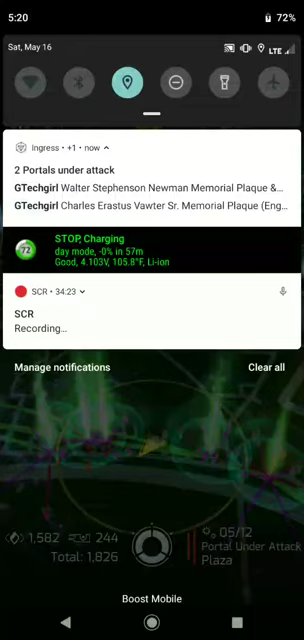 5:20
72%
Sat, May 16
LTE
Ingress • +1 • now
2 Portals under attack
GTechgirl Walter Stephenson Newman Memorial Plaque &...
GTechgirl Charles Erastus Vawter Sr. Memorial Plaque (Eng...
72
STOP, Charging
day mode, -0% in 57m
Good, 4.103V, 105.8°F, Li-ion
SCR • 34:23
SCR
Recording...
Manage notifications
Clear all
1,582
244
Total: 1,826
05/12
Portal Under Attack
Plaza
Boost Mobile